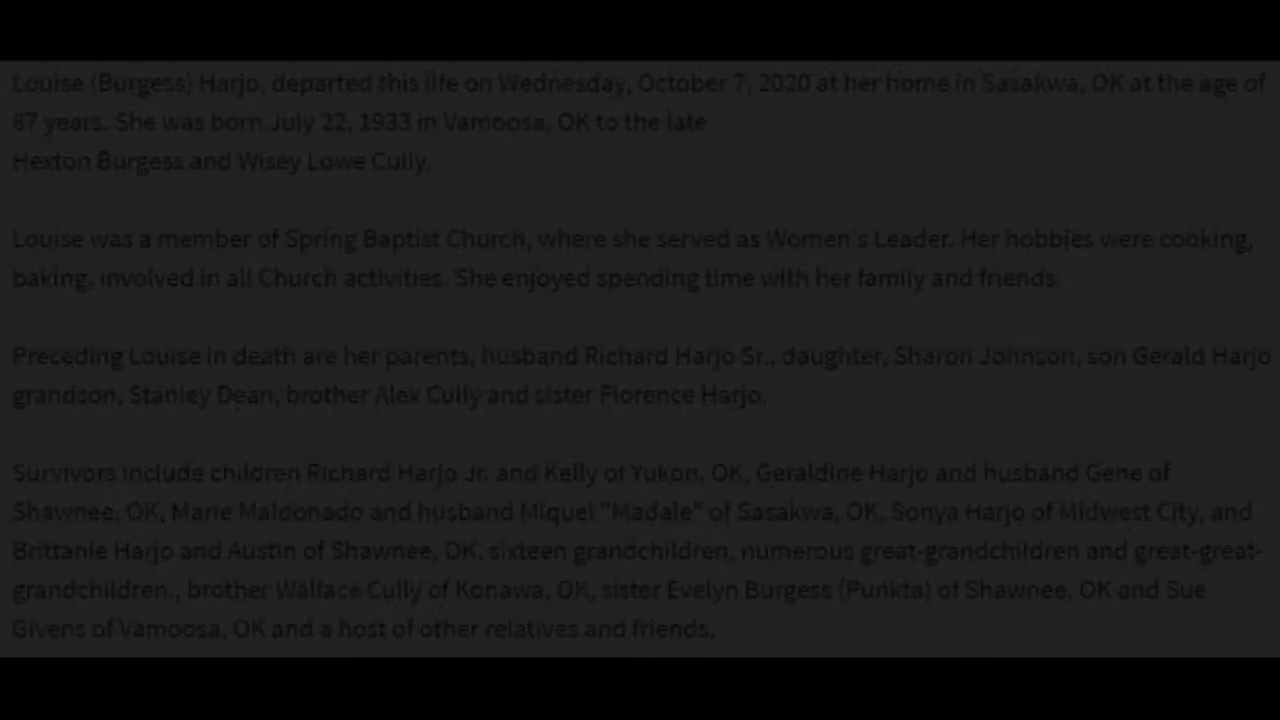 Louise (Burgess) Harjo, departed this life on Wednesday, October 7, 2020 at her home in Sasakwa, OK at the age of
87 years. She was born July 22, 1933 in Vamoosa, OK to the late
Hexton Burgess and Wisey Lowe Cully.
Louise was a member of Spring Baptist Church, where she served as Women's Leader. Her hobbies were cooking,
baking, involved in all Church activities. She enjoyed spending time with her family and friends.
Preceding Louise in death are her parents, husband Richard Harjo Sr., daughter, Sharon Johnson, son Gerald Harjo
grandson, Stanley Dean, brother Alex Cully and sister Florence Harjo.
Survivors include children Richard Harjo Jr. and Kelly of Yukon, OK, Geraldine Harjo and husband Gene of
Shawnee, OK, Marie Maldonado and husband Miquel "Madale" of Sasakwa, OK, Sonya Harjo of Midwest City, and
Brittanie Harjo and Austin of Shawnee, OK, sixteen grandchildren, numerous great-grandchildren and great-great-
grandchildren., brother Wallace Cully of Konawa, OK, sister Evelyn Burgess (Punkta) of Shawnee, OK and Sue
Givens of Vamoosa, OK and a host of other relatives and friends.